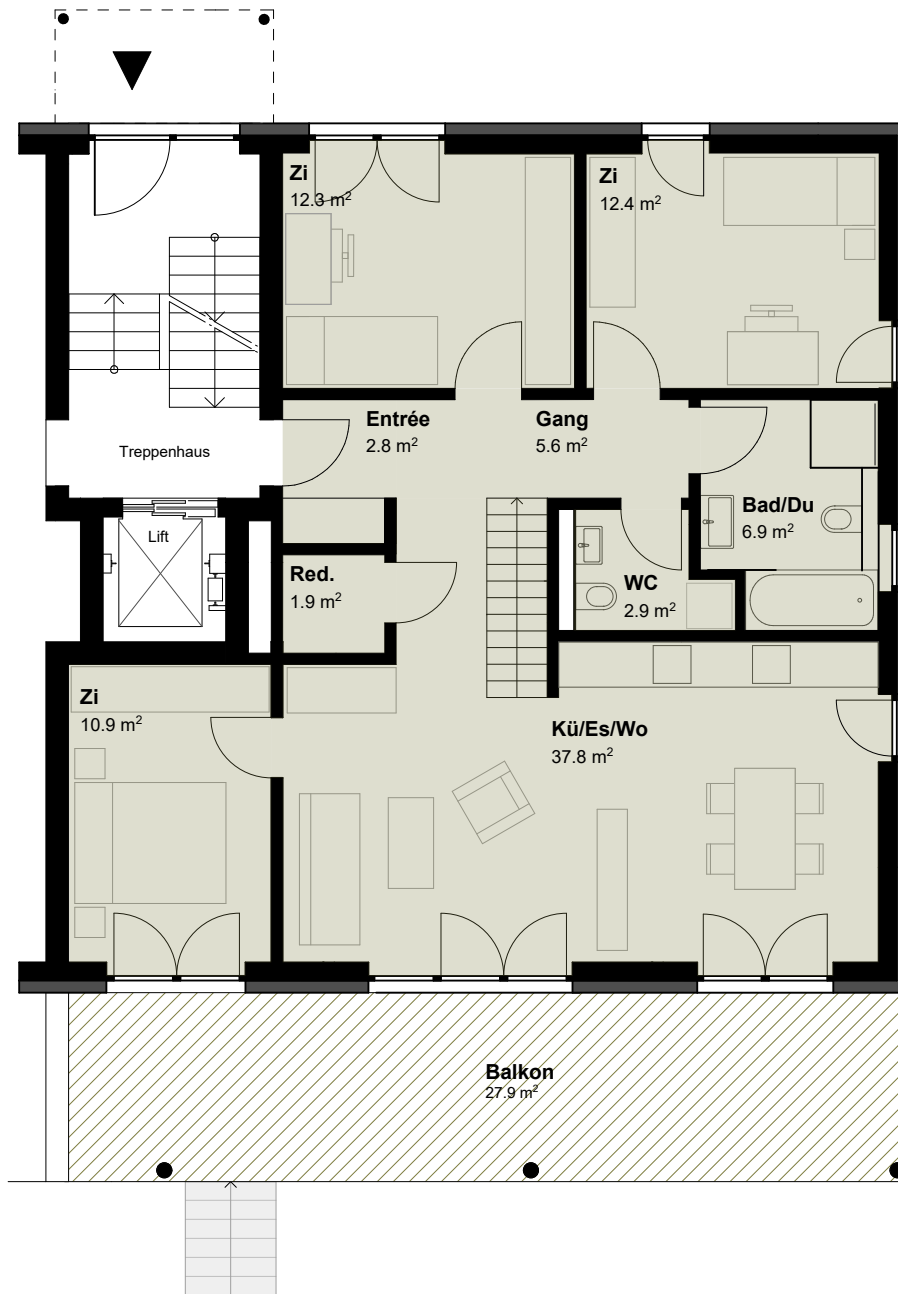 Zi
12.3 m²
Zi
12.4 m²
Entrée
2.8 m²
Gang
5.6 m²
Treppenhaus
Bad/Du
6.9 m²
Lift
Red.
1.9 m²
WC
2.9 m²
Zi
10.9 m²
Kü/Es/Wo
37.8 m²
Balkon
27.9 m²